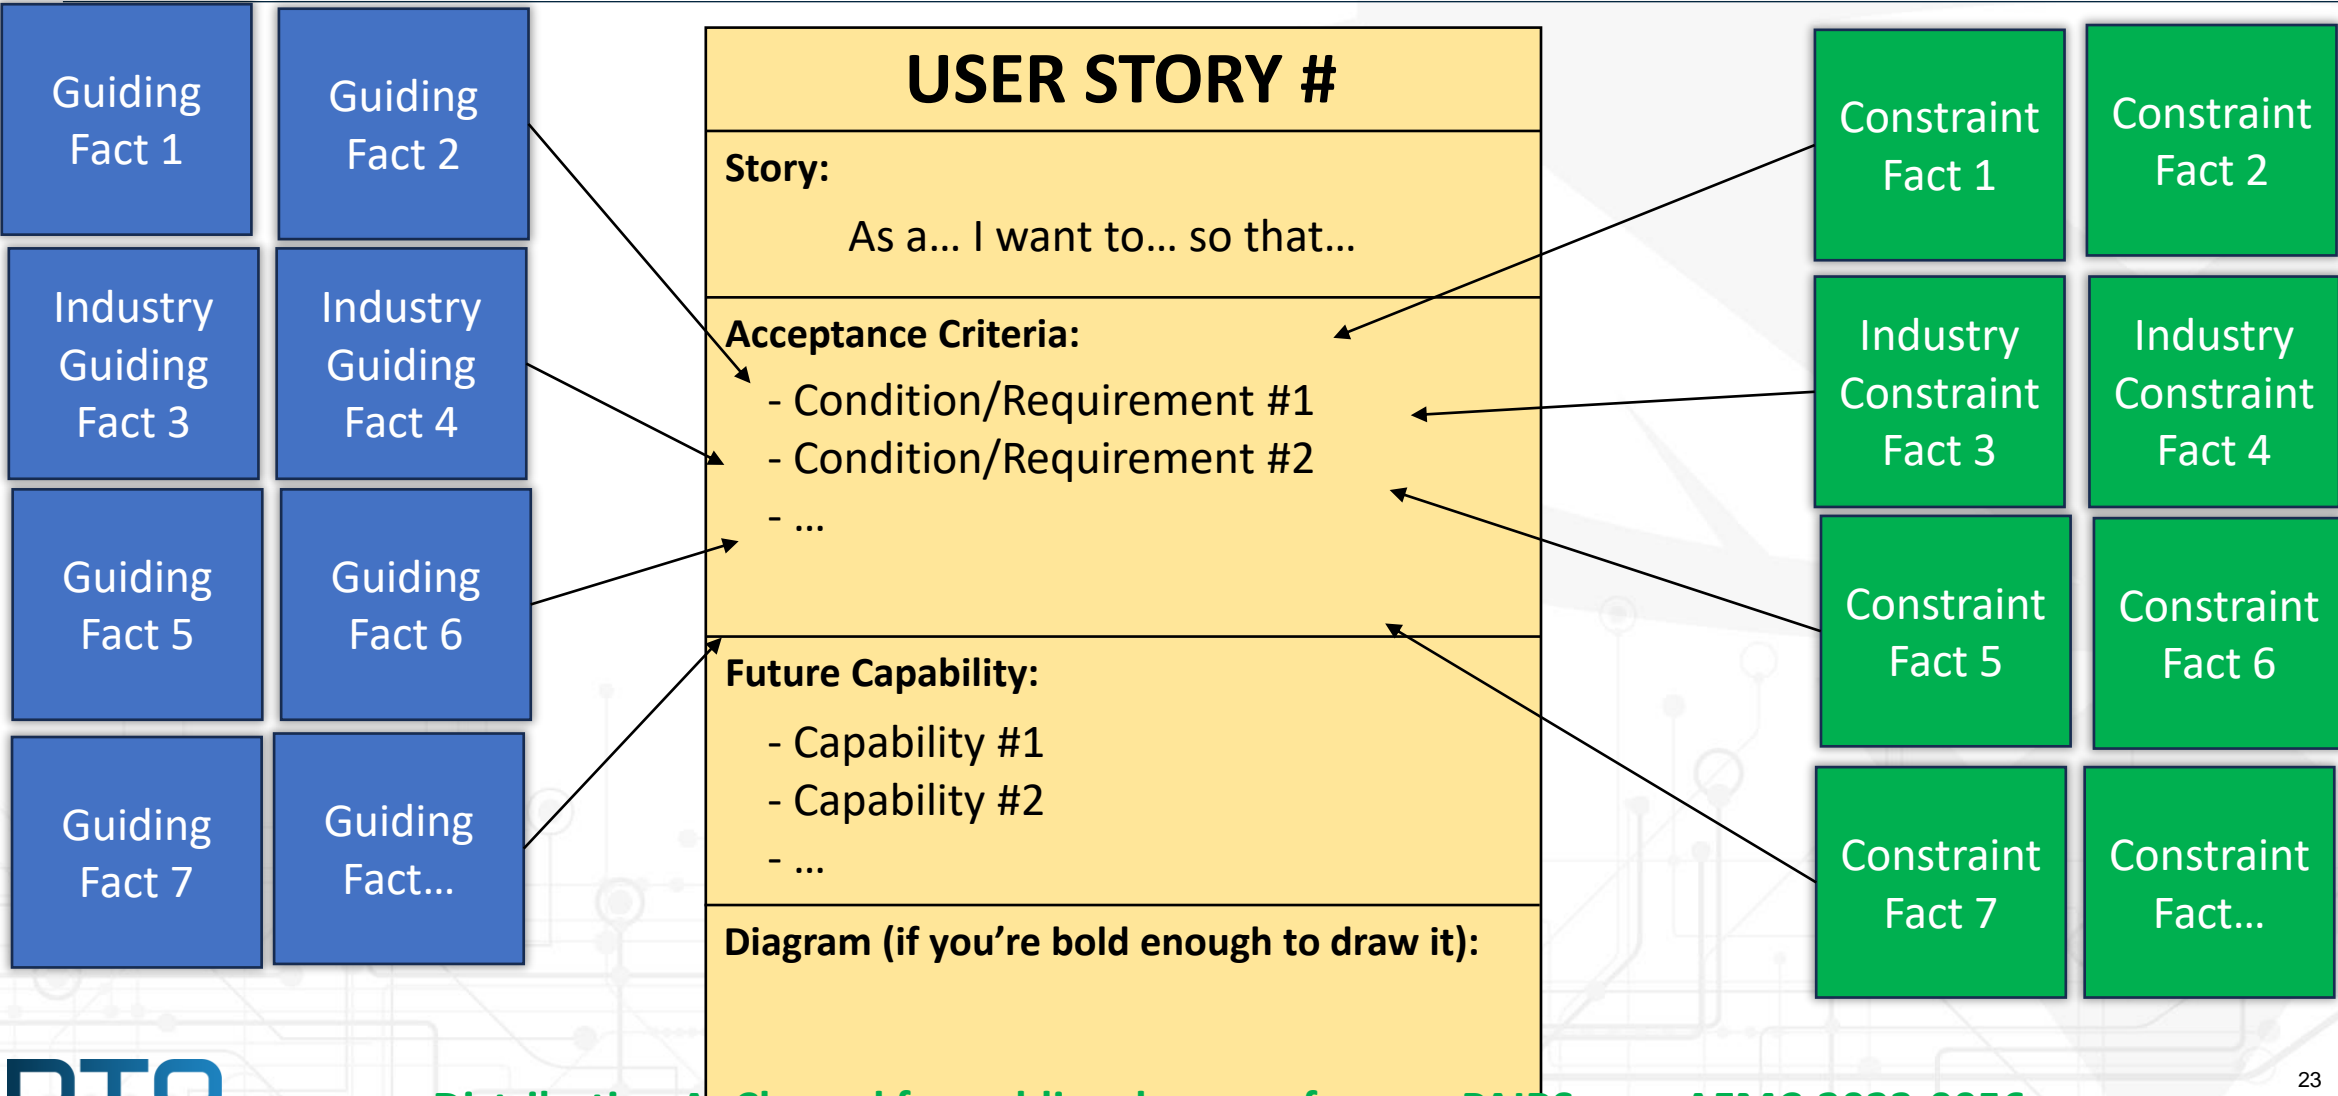 Guiding
Fact 1
Guiding
Fact 2
Industry
Guiding
Fact 3
Industry
Guiding
Fact 4
Guiding
Fact 5
Guiding
Fact 6
Guiding
Fact 7
Guiding
Fact...
USER STORY #
Story:
As a... I want to... so that...
Acceptance Criteria:
- Condition/Requirement #1
- Condition/Requirement #2
- ...
Future Capability:
- Capability #1
- Capability #2
- ...
Diagram (if you’re bold enough to draw it):
Constraint
Fact 1
Constraint
Fact 2
Industry
Constraint
Fact 3
Industry
Constraint
Fact 4
Constraint
Fact 5
Constraint
Fact 6
Constraint
Fact 7
Constraint
Fact...
23